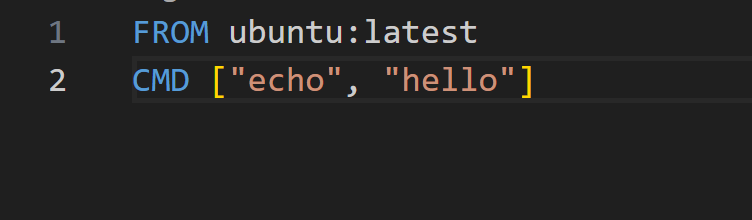 1 FROM ubuntu:latest
2 CMD ["echo", "hello"]